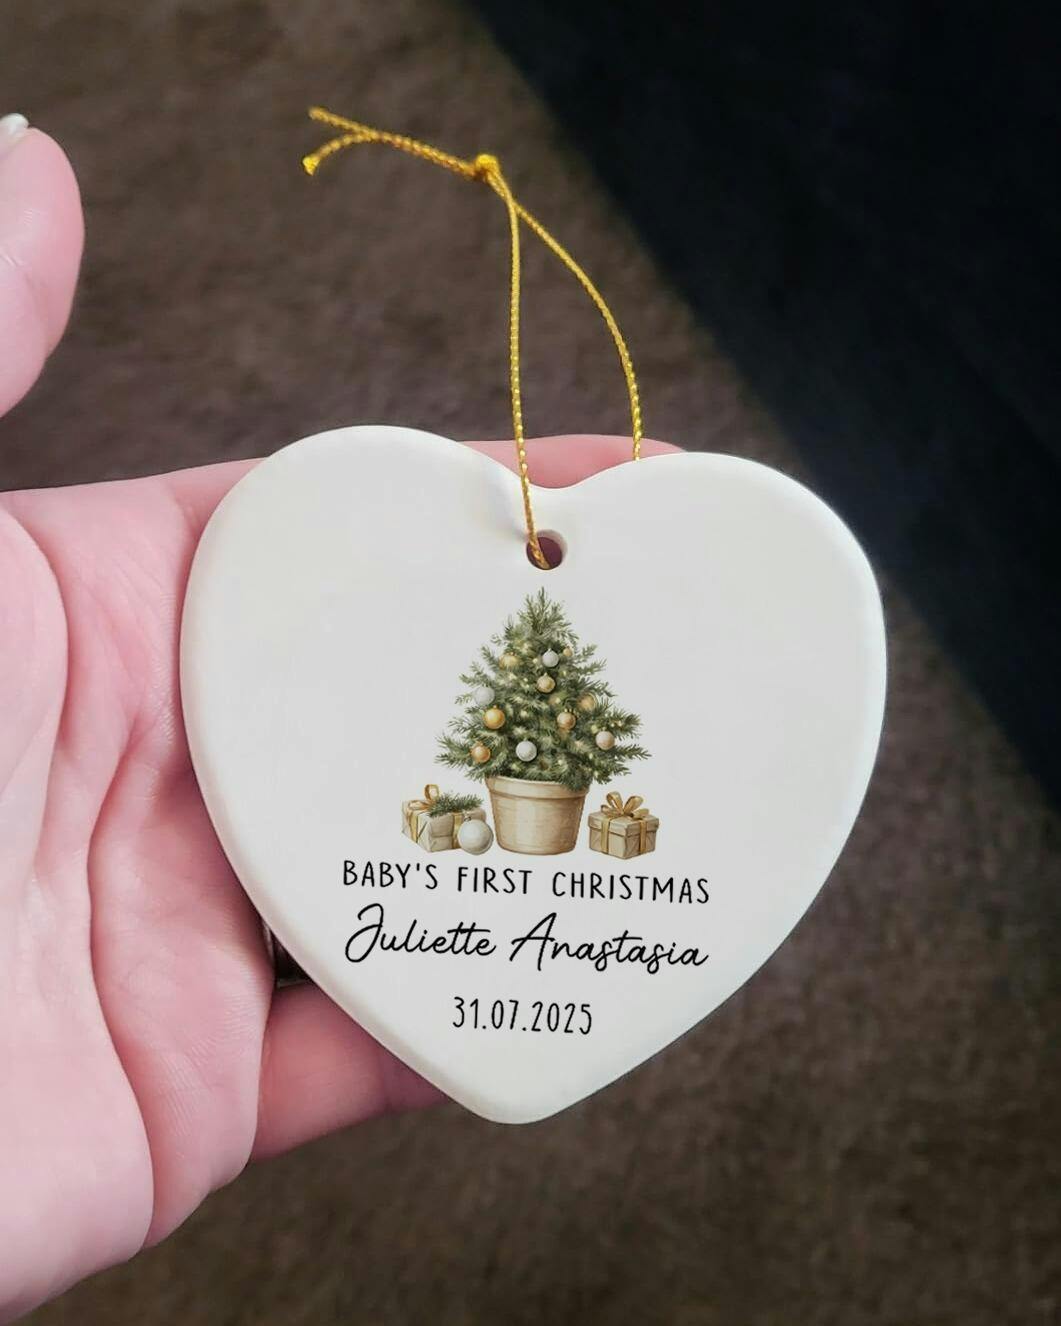 BABY'S FIRST CHRISTMAS
Juliette Anastasia
31.07.2025